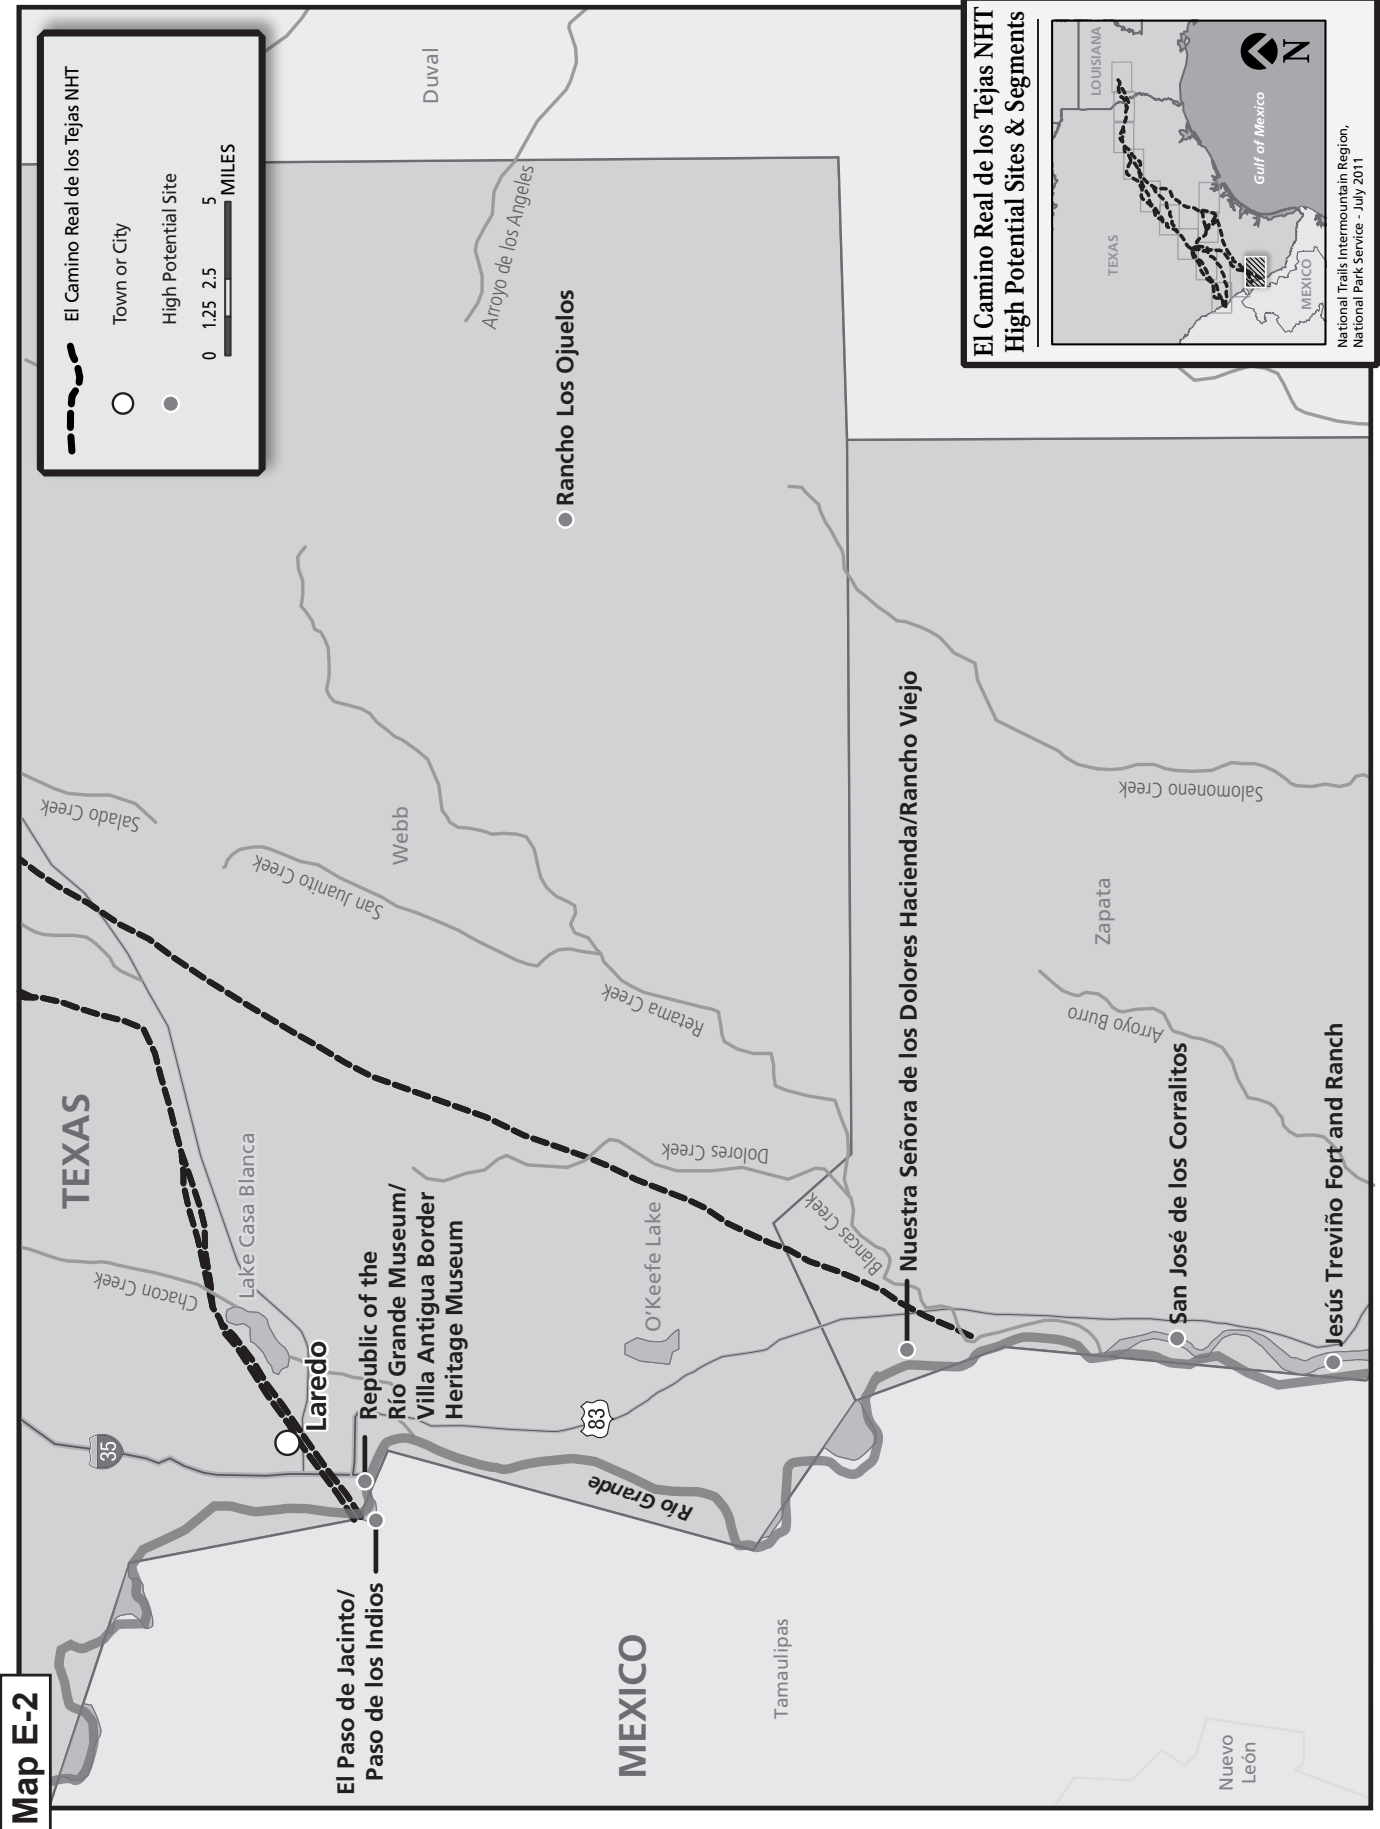 Map E-2
El Camino Real de los Tejas NHT
Town or City
High Potential Site
0 1.25 2.5 5
MILES
Duval
Arroyo de los Angeles
Rancho Los Ojuelos
TEXAS
Salado Creek
San Juanito Creek
Webb
Chacon Creek
Lake Casa Blanca
35
Laredo
Retama Creek
Dolores Creek
Republic of the
Río Grande Museum/
Villa Antigua Border
Heritage Museum
O'Keefe Lake
Blancas Creek
83
Río Grande
El Paso de Jacinto/
Paso de los Indios
MEXICO
Tamaulipas
Nuevo
León
Nuestra Señora de los Dolores Hacienda/Rancho Viejo
Salomoneno Creek
Zapata
Arroyo Burro
San José de los Corralitos
Jesús Treviño Fort and Ranch
El Camino Real de los Tejas NHT
High Potential Sites & Segments
TEXAS
LOUISIANA
Gulf of Mexico
MEXICO
N
National Trails Intermountain Region,
National Park Service - July 2011